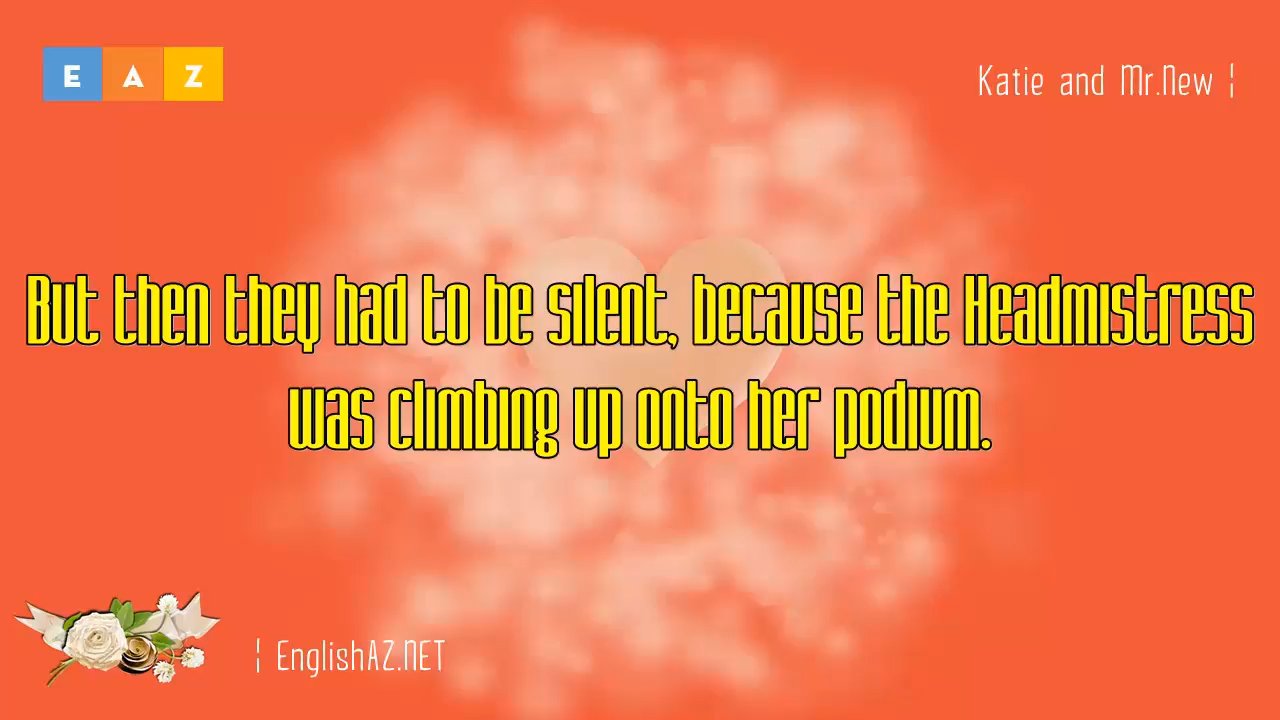 E A Z
Katie and Mr.New ¦
But then they had to be silent, because the Headmistress
was climbing up onto her podium.
¦ EnglishAZ.NET